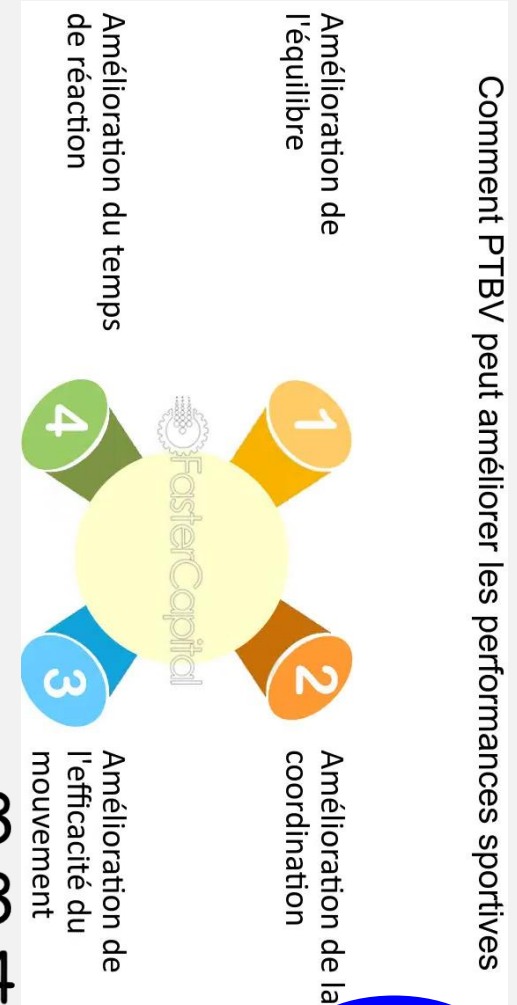 Comment PTBV peut améliorer les performances sportives
Amélioration de
l'équilibre
1
2
Amélioration de la
coordination
FasterCapital
Amélioration du temps
de réaction
4
3
Amélioration de
l'efficacité du
mouvement